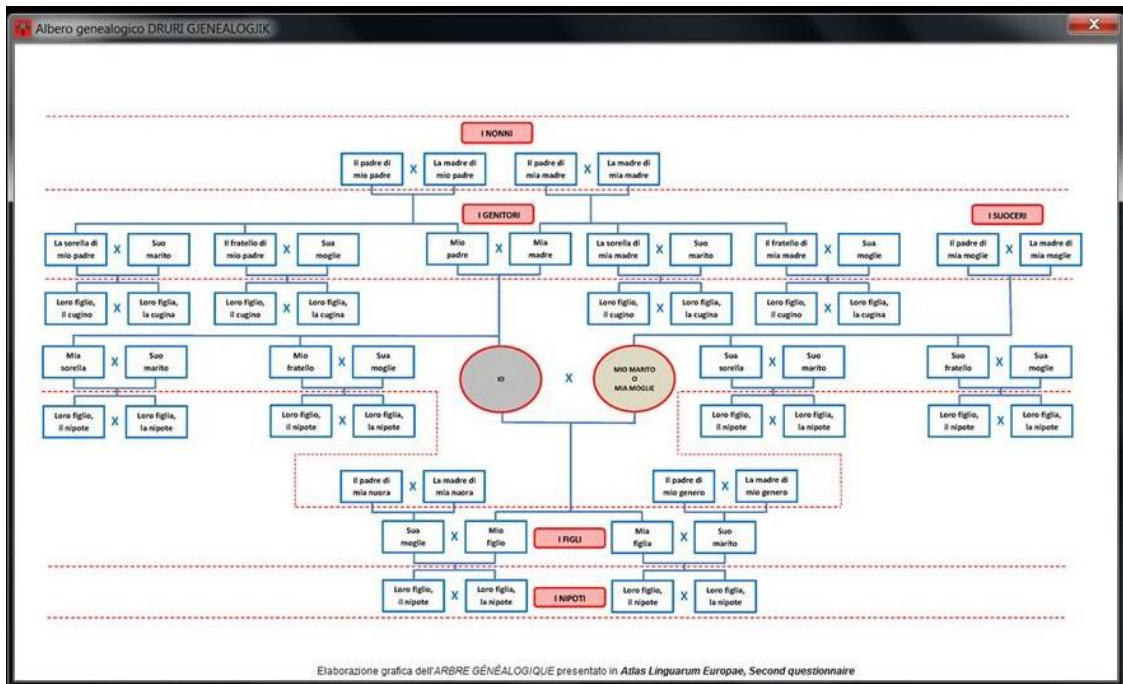 Albero genealogico DRURI GJENEALOGJIK
I NONNI
Il padre di
mio padre
X
La madre di
mio padre
Il padre di
mia madre
X
La madre di
mia madre
I GENITORI
I SUOCERI
La sorella di
mio padre
X
Suo
marito
Il fratello di
mio padre
X
Sua
moglie
Mio
padre
X
Mia
madre
La sorella di
mia madre
X
Suo
marito
Il fratello di
mia madre
X
Sua
moglie
Il padre di
mia moglie
X
La madre di
mia moglie
Loro figlio,
il cugino
X
Loro figlia,
la cugina
Loro figlio,
il cugino
X
Loro figlia,
la cugina
Loro figlio,
il cugino
X
Loro figlia,
la cugina
Loro figlio,
il cugino
X
Loro figlia,
la cugina
Mia
sorella
X
Suo
marito
Mio
fratello
X
Sua
moglie
IO
X
MIO MARITO
O
MIA MOGLIE
Sua
sorella
X
Suo
marito
Suo
fratello
X
Sua
moglie
Loro figlio,
il nipote
X
Loro figlia,
la nipote
Loro figlio,
il nipote
X
Loro figlia,
la nipote
Loro figlio,
il nipote
X
Loro figlia,
la nipote
Loro figlio,
il nipote
X
Loro figlia,
la nipote
Il padre di
mia nuora
X
La madre di
mia nuora
Il padre di
mio genero
X
La madre di
mio genero
Sua
moglie
X
Mio
figlio
I FIGLI
Mia
figlia
X
Suo
marito
Loro figlio,
il nipote
X
Loro figlia,
la nipote
I NIPOTI
Loro figlio,
il nipote
X
Loro figlia,
la nipote
Elaborazione grafica dell'ARBRE GÉNÉALOGIQUE presentato in Atlas Linguarum Europae, Second questionnaire